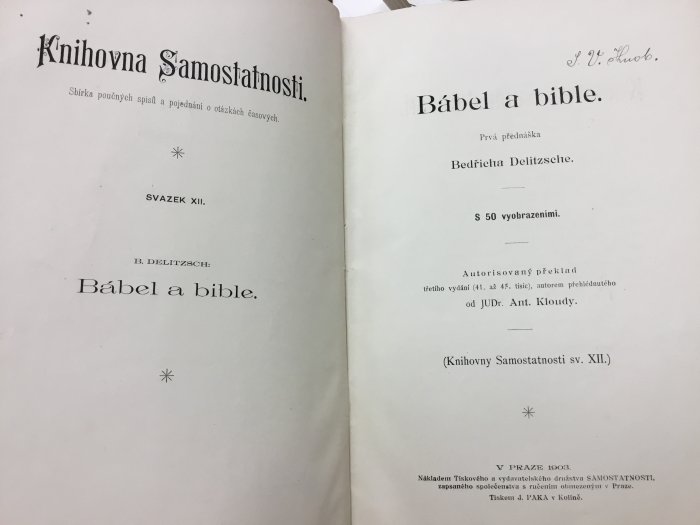 Knihovna Samostatnosti.
Sbírka poučných spisů a pojednání o otázkách časových.
SVAZEK XII.
B. DELITZSCH:
Bábel a bible.
Bábel a bible.
Prvá přednáška
Bedřicha Delitzsche.
S 50 vyobrazeními.
Autorisovaný překlad
třetího vydání (41. až 45. tisíc), autorem přehlédnutého
od JUDr. Ant. Kloudy.
(Knihovny Samostatnosti sv. XII.)
V PRAZE 1903.
Nákladem Tiskového a vydavatelského družstva SAMOSTATNOSTI,
zapsaného společenstva s ručením obmezeným v Praze.
Tiskem J. PAKA v Kolíně.